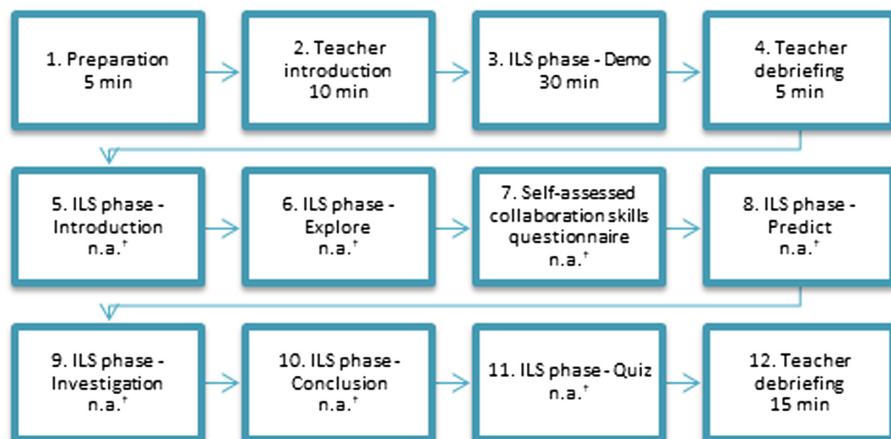 1. Preparation
5 min
2. Teacher
introduction
10 min
3. ILS phase - Demo
30 min
4. Teacher
debriefing
5 min
5. ILS phase -
Introduction
n.a.†
6. ILS phase -
Explore
n.a.†
7. Self-assessed
collaboration skills
questionnaire
n.a.†
8. ILS phase -
Predict
n.a.†
9. ILS phase -
Investigation
n.a.†
10. ILS phase -
Conclusion
n.a.†
11. ILS phase - Quiz
n.a.†
12. Teacher
debriefing
15 min